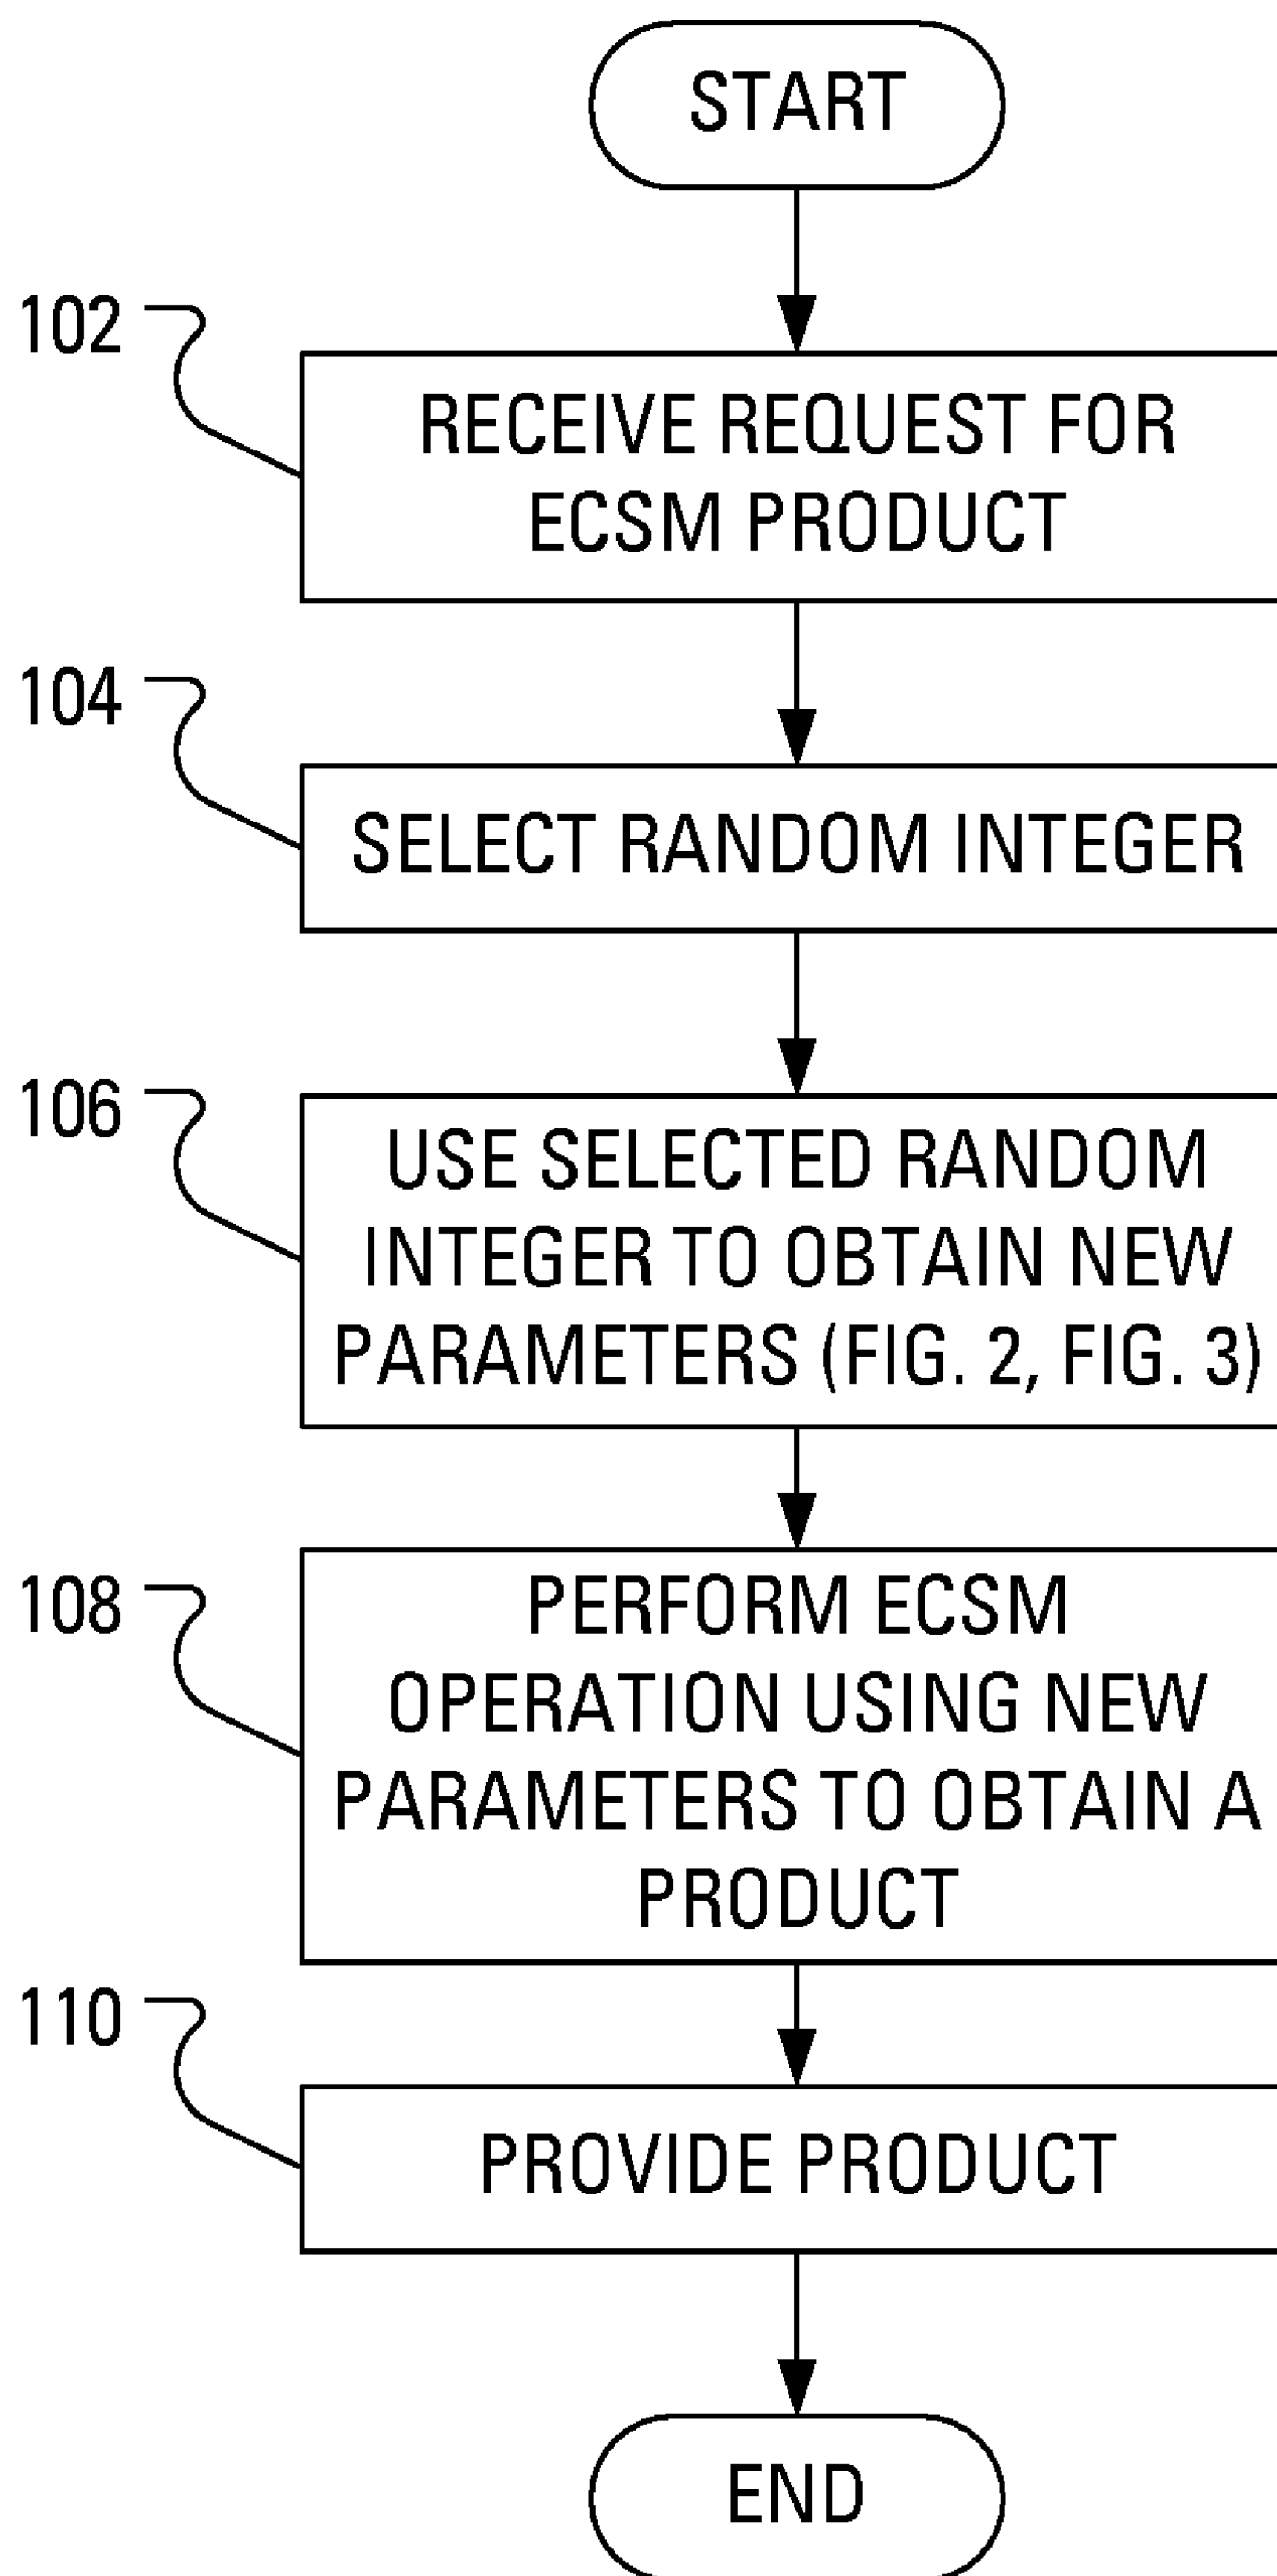 START
102
RECEIVE REQUEST FOR
ECSM PRODUCT
104
SELECT RANDOM INTEGER
106
USE SELECTED RANDOM
INTEGER TO OBTAIN NEW
PARAMETERS (FIG. 2, FIG. 3)
108
PERFORM ECSM
OPERATION USING NEW
PARAMETERS TO OBTAIN A
PRODUCT
110
PROVIDE PRODUCT
END